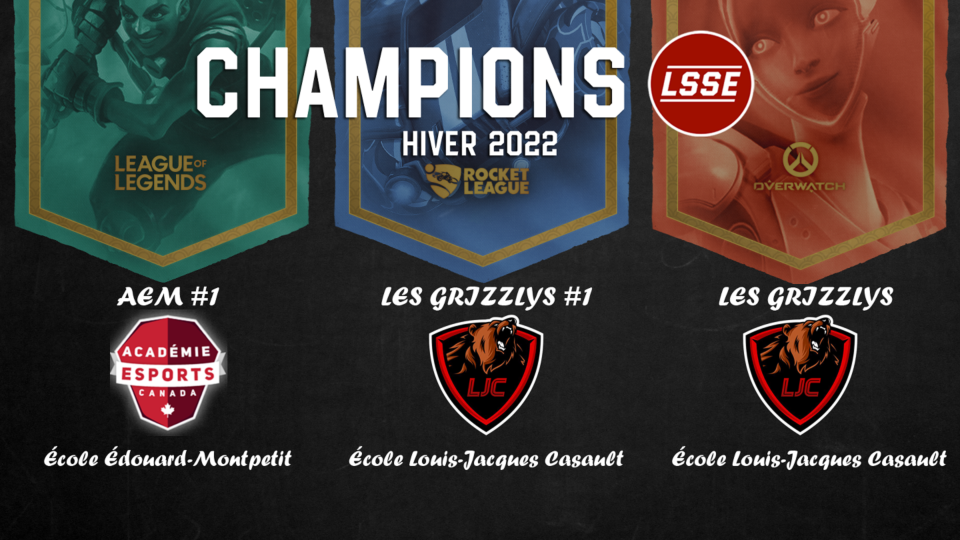 CHAMPIONS
LSSE
HIVER 2022
LEAGUE OF
LEGENDS
ROCKET
LEAGUE
OVERWATCH
AEM #1
LES GRIZZLYS #1
LES GRIZZLYS
ACADÉMIE
ESPORTS
CANADA
LJC
LJC
École Édouard-Montpetit
École Louis-Jacques Casault
École Louis-Jacques Casault